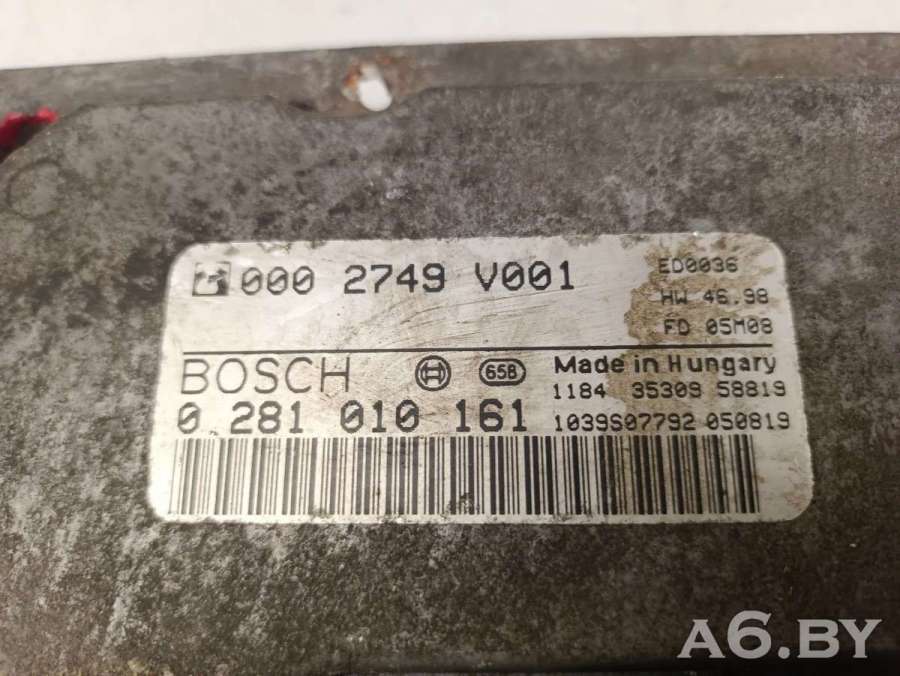 000 2749 V001
ED0036
HW 46.98
FD 05M08
BOSCH
65B
Made in Hungary
0 281 010 161
1184 35309 58819
1039S07792 050819
A6.BY